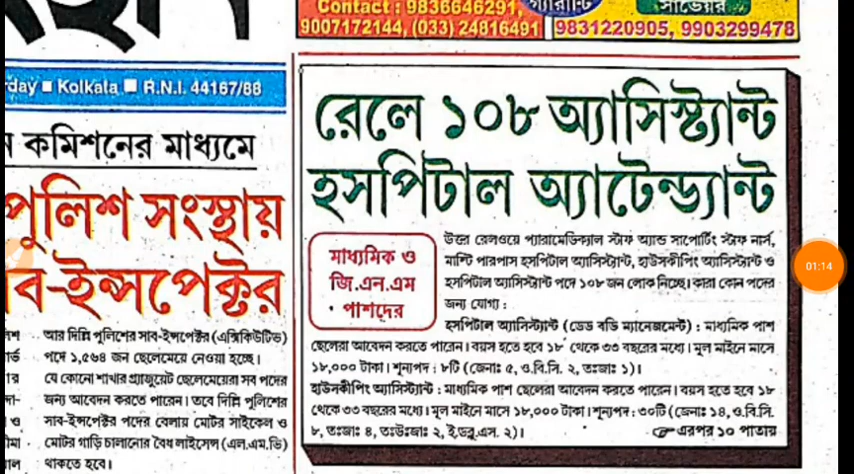 Contact : 9836646291,
9007172144, (033) 24816491
গ্যারান্টি
সার্ভেয়র
9831220905, 9903299478
day ■ Kolkata ■ R.N.I. 44167/88
রেলে ১০৮ অ্যাসিস্ট্যান্ট
হসপিটাল অ্যাটেন্ড্যান্ট
কমিশনের মাধ্যমে
পুলিশ সংস্থায়
ব-ইন্সপেক্টর
আর দিল্লি পুলিশের সাব-ইন্সপেক্টর (এক্সিকিউটিভ)
পদে ১,৫৬৪ জন ছেলেমেয়ে নেওয়া হচ্ছে।
যে কোনো শাখার গ্র্যাজুয়েট ছেলেমেয়েরা সব পদের
জন্য আবেদন করতে পারেন। তবে দিল্লি পুলিশের
সাব-ইন্সপেক্টর পদের বেলায় মোটর সাইকেল ও
মোটর গাড়ি চালানোর বৈধ লাইসেন্স (এল.এম.ভি)
থাকতে হবে।
মাধ্যমিক ও
জি.এন.এম
পাশদের
উত্তর রেলওয়ে প্যারামেডিক্যাল স্টাফ অ্যান্ড সাপোর্টিং স্টাফ নার্স,
মাল্টি পারপাস হসপিটাল অ্যাসিস্ট্যান্ট, হাউসকীপিং অ্যাসিস্ট্যান্ট ও
হসপিটাল অ্যাসিস্ট্যান্ট পদে ১০৮ জন লোক নিচ্ছে। কারা কোন পদের
জন্য যোগ্য :
হসপিটাল অ্যাসিস্ট্যান্ট (ডেড বডি ম্যানেজমেন্ট) : মাধ্যমিক পাশ
ছেলেরা আবেদন করতে পারেন। বয়স হতে হবে ১৮ থেকে ৩৩ বছরের মধ্যে। মূল মাইনে মাসে
১৮,০০০ টাকা। শূন্যপদ : ৮টি (জেনাঃ ৫, ও.বি.সি. ২, তঃজাঃ ১)।
হাউসকীপিং অ্যাসিস্ট্যান্ট : মাধ্যমিক পাশ ছেলেরা আবেদন করতে পারেন। বয়স হতে হবে ১৮
থেকে ৩৩ বছরের মধ্যে। মূল মাইনে মাসে ১৮,০০০ টাকা। শূন্যপদ : ৩০টি (জেনাঃ ১৪, ও.বি.সি.
৮, তঃজাঃ ৪, তঃউঃজাঃ ২, ই.ডব্লু.এস. ২)।
এরপর ১০ পাতায়
01:14